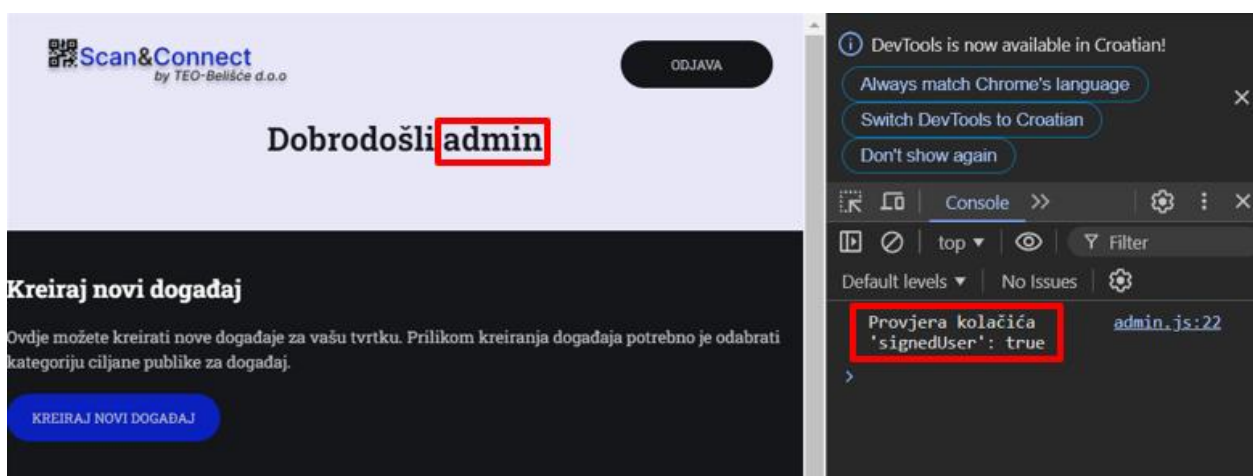 Scan&Connect
by TEO-Belišće d.o.o
ODJAVA
Dobrodošli admin
Kreiraj novi događaj
Ovdje možete kreirati nove događaje za vašu tvrtku. Prilikom kreiranja događaja potrebno je odabrati
kategoriju ciljane publike za događaj.
KREIRAJ NOVI DOGAĐAJ
DevTools is now available in Croatian!
Always match Chrome's language
Switch DevTools to Croatian
Don't show again
Console
top
Filter
Default levels
No Issues
Provjera kolačića admin.js:22
'signedUser': true